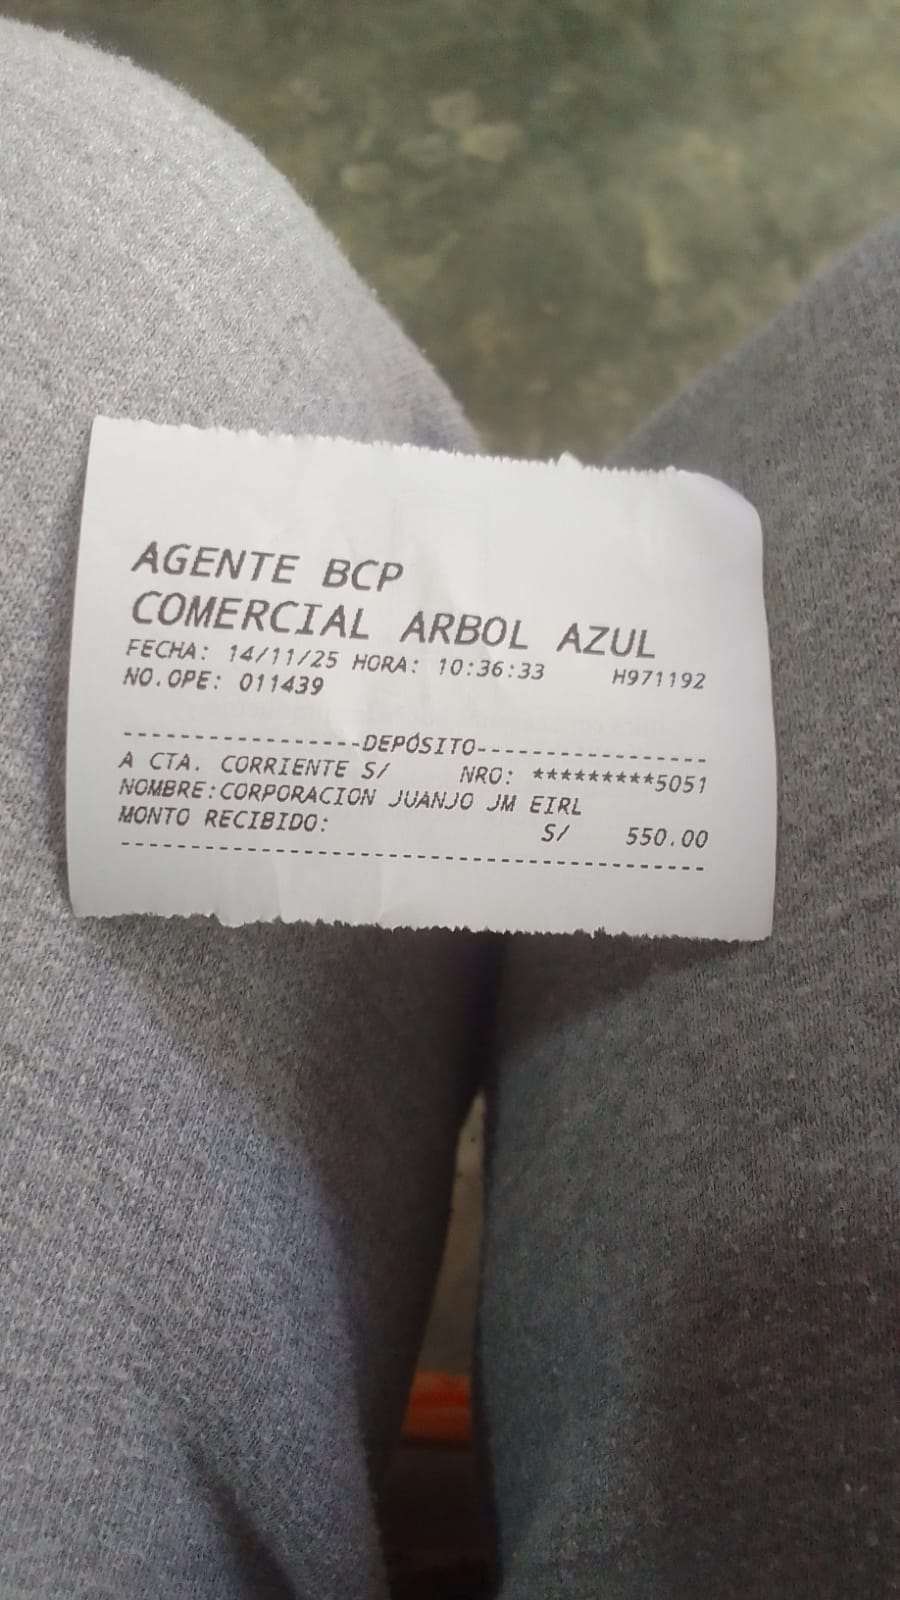 AGENTE BCP
COMERCIAL ARBOL AZUL
FECHA: 14/11/25 HORA: 10:36:33 H971192
NO.OPE: 011439
-----------------DEPÓSITO-----------------
A CTA. CORRIENTE S/ NRO: *********5051
NOMBRE:CORPORACION JUANJO JM EIRL
MONTO RECIBIDO: S/ 550.00
------------------------------------------